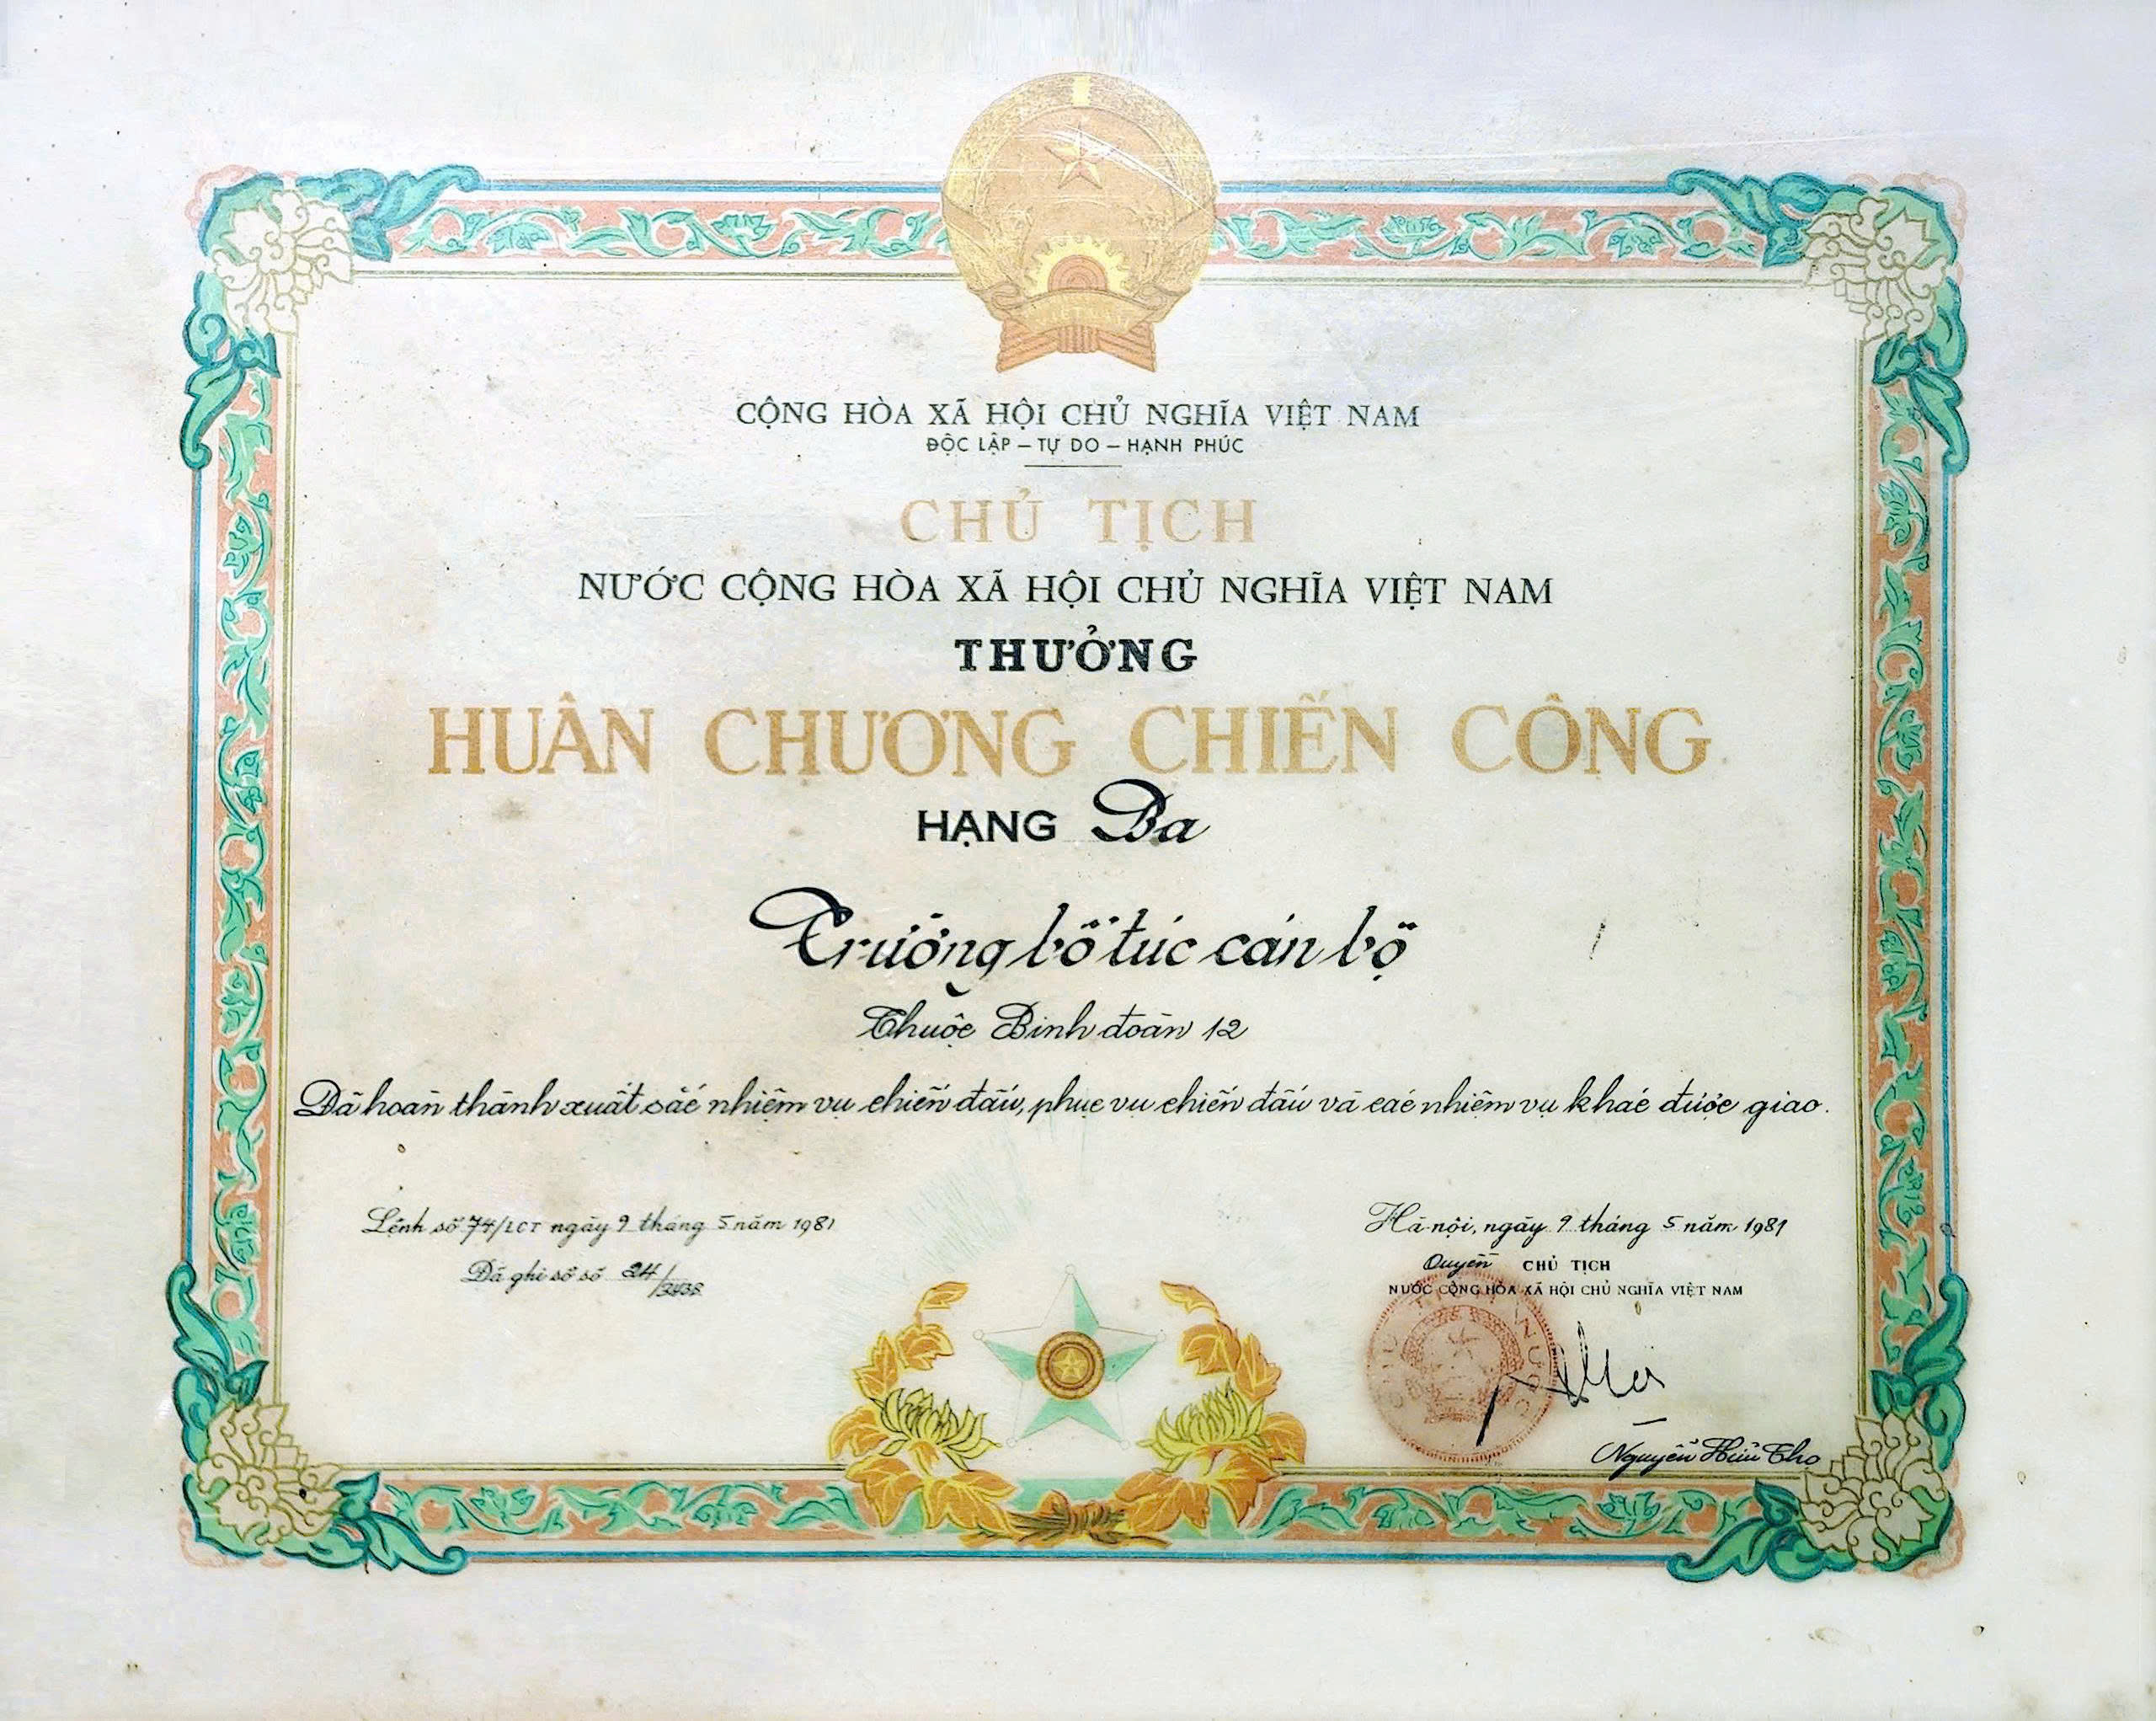 CỘNG HÒA XÃ HỘI CHỦ NGHĨA VIỆT NAM
ĐỘC LẬP – TỰ DO – HẠNH PHÚC
CHỦ TỊCH
NƯỚC CỘNG HÒA XÃ HỘI CHỦ NGHĨA VIỆT NAM
THƯỞNG
HUÂN CHƯƠNG CHIẾN CÔNG
HẠNG Ba
Trường bổ túc cán bộ
Thuộc Binh đoàn 12
Đã hoàn thành xuất sắc nhiệm vụ chiến đấu, phục vụ chiến đấu và các nhiệm vụ khác được giao.
Lệnh số 74/LCT ngày 9 tháng 5 năm 1981
Đã ghi sổ số 24/
Hà-nội, ngày 9 tháng 5 năm 1981
Quyền CHỦ TỊCH
NƯỚC CỘNG HÒA XÃ HỘI CHỦ NGHĨA VIỆT NAM
Nguyễn Hữu Thọ